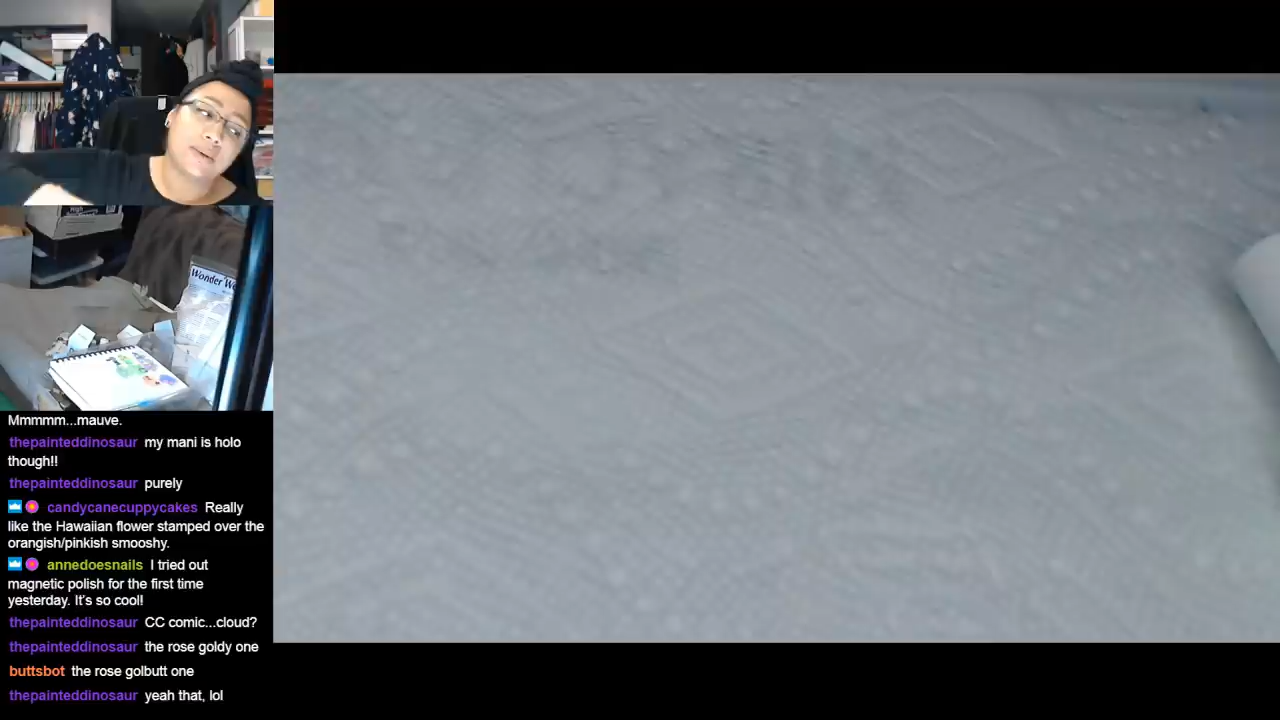 Wonder We
Mmmmm...mauve.
thepainteddinosaur my mani is holo
though!!
thepainteddinosaur purely
candycanecuppycakes Really
like the Hawaiian flower stamped over the
orangish/pinkish smooshy.
annedoesnails I tried out
magnetic polish for the first time
yesterday. It's so cool!
thepainteddinosaur CC comic...cloud?
thepainteddinosaur the rose goldy one
buttsbot the rose golbutt one
thepainteddinosaur yeah that, lol